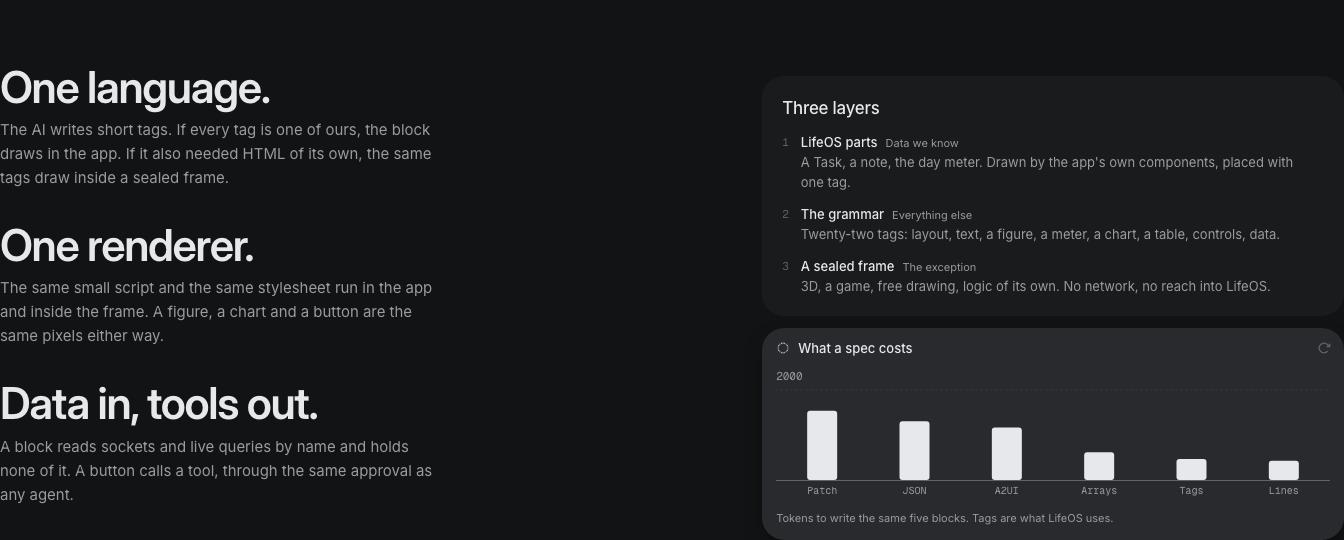 One language.
The AI writes short tags. If every tag is one of ours, the block
draws in the app. If it also needed HTML of its own, the same
tags draw inside a sealed frame.
One renderer.
The same small script and the same stylesheet run in the app
and inside the frame. A figure, a chart and a button are the
same pixels either way.
Data in, tools out.
A block reads sockets and live queries by name and holds
none of it. A button calls a tool, through the same approval as
any agent.
Three layers
1 LifeOS parts Data we know
A Task, a note, the day meter. Drawn by the app's own components, placed with
one tag.
2 The grammar Everything else
Twenty-two tags: layout, text, a figure, a meter, a chart, a table, controls, data.
3 A sealed frame The exception
3D, a game, free drawing, logic of its own. No network, no reach into LifeOS.
What a spec costs
2000
Patch JSON A2UI Arrays Tags Lines
Tokens to write the same five blocks. Tags are what LifeOS uses.